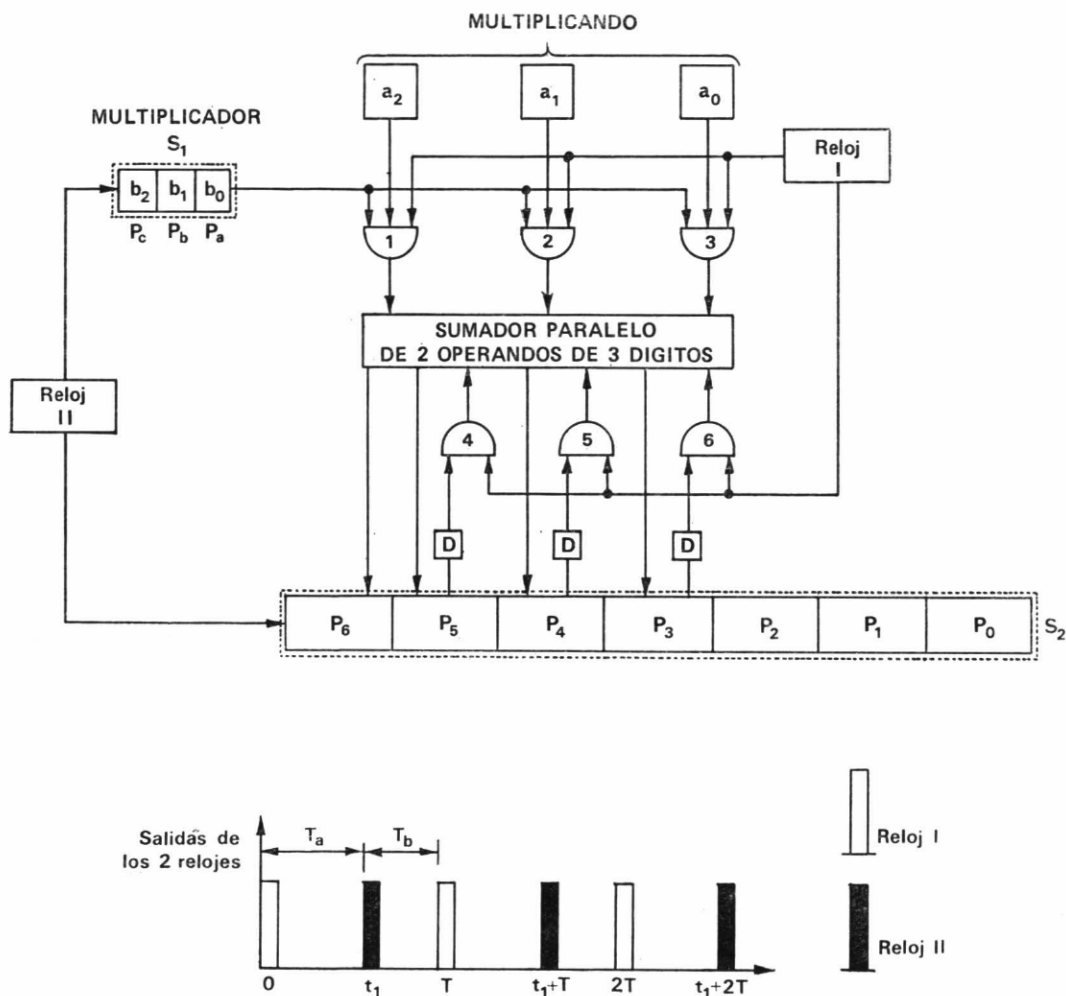 MULTIPLICANDO
a2 a1 a0
MULTIPLICADOR
S1
b2 b1 b0
Pc Pb Pa
Reloj
I
1 2 3
SUMADOR PARALELO
DE 2 OPERANDOS DE 3 DIGITOS
Reloj
II
4 5 6
D D D
P6 P5 P4 P3 P2 P1 P0 S2
Salidas de
los 2 relojes
Ta Tb
Reloj I
Reloj II
0 t1 T t1+T 2T t1+2T